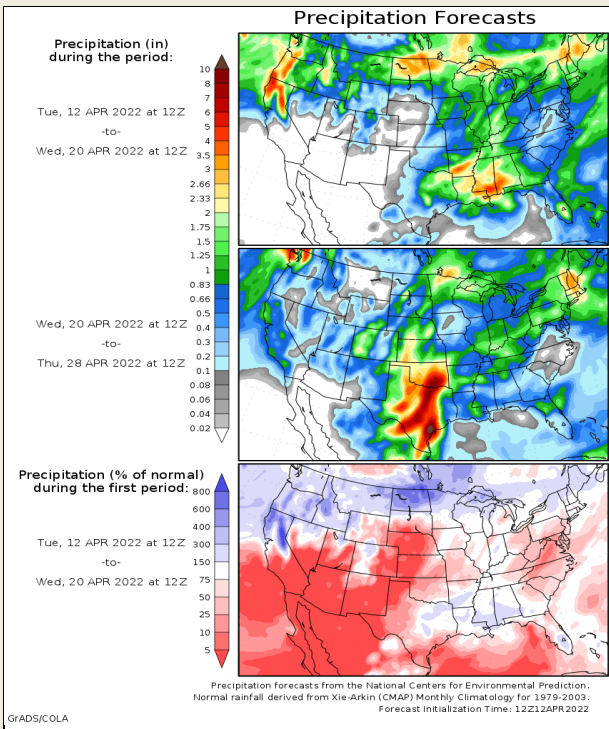 Precipitation Forecasts
Precipitation (in)
during the period:
Tue, 12 APR 2022 at 12Z
-to-
Wed, 20 APR 2022 at 12Z
10
8
7
6
5
4
3.5
3
2.66
2.33
2
1.75
1.5
1.25
1
0.83
0.66
0.5
0.4
0.3
0.2
0.1
0.08
0.06
0.04
0.02
Wed, 20 APR 2022 at 12Z
-to-
Thu, 28 APR 2022 at 12Z
Precipitation (% of normal)
during the first period:
Tue, 12 APR 2022 at 12Z
-to-
Wed, 20 APR 2022 at 12Z
800
600
400
300
150
75
50
25
10
5
Precipitation forecasts from the National Centers for Environmental Prediction.
Normal rainfall derived from Xie-Arkin (CMAP) Monthly Climatology for 1979-2003.
Forecast Initialization Time: 12Z12APR2022
GrADS/COLA